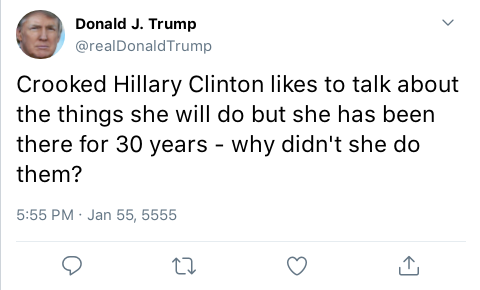 Donald J. Trump
@realDonaldTrump
Crooked Hillary Clinton likes to talk about
the things she will do but she has been
there for 30 years - why didn't she do
them?
5:55 PM · Jan 55, 5555